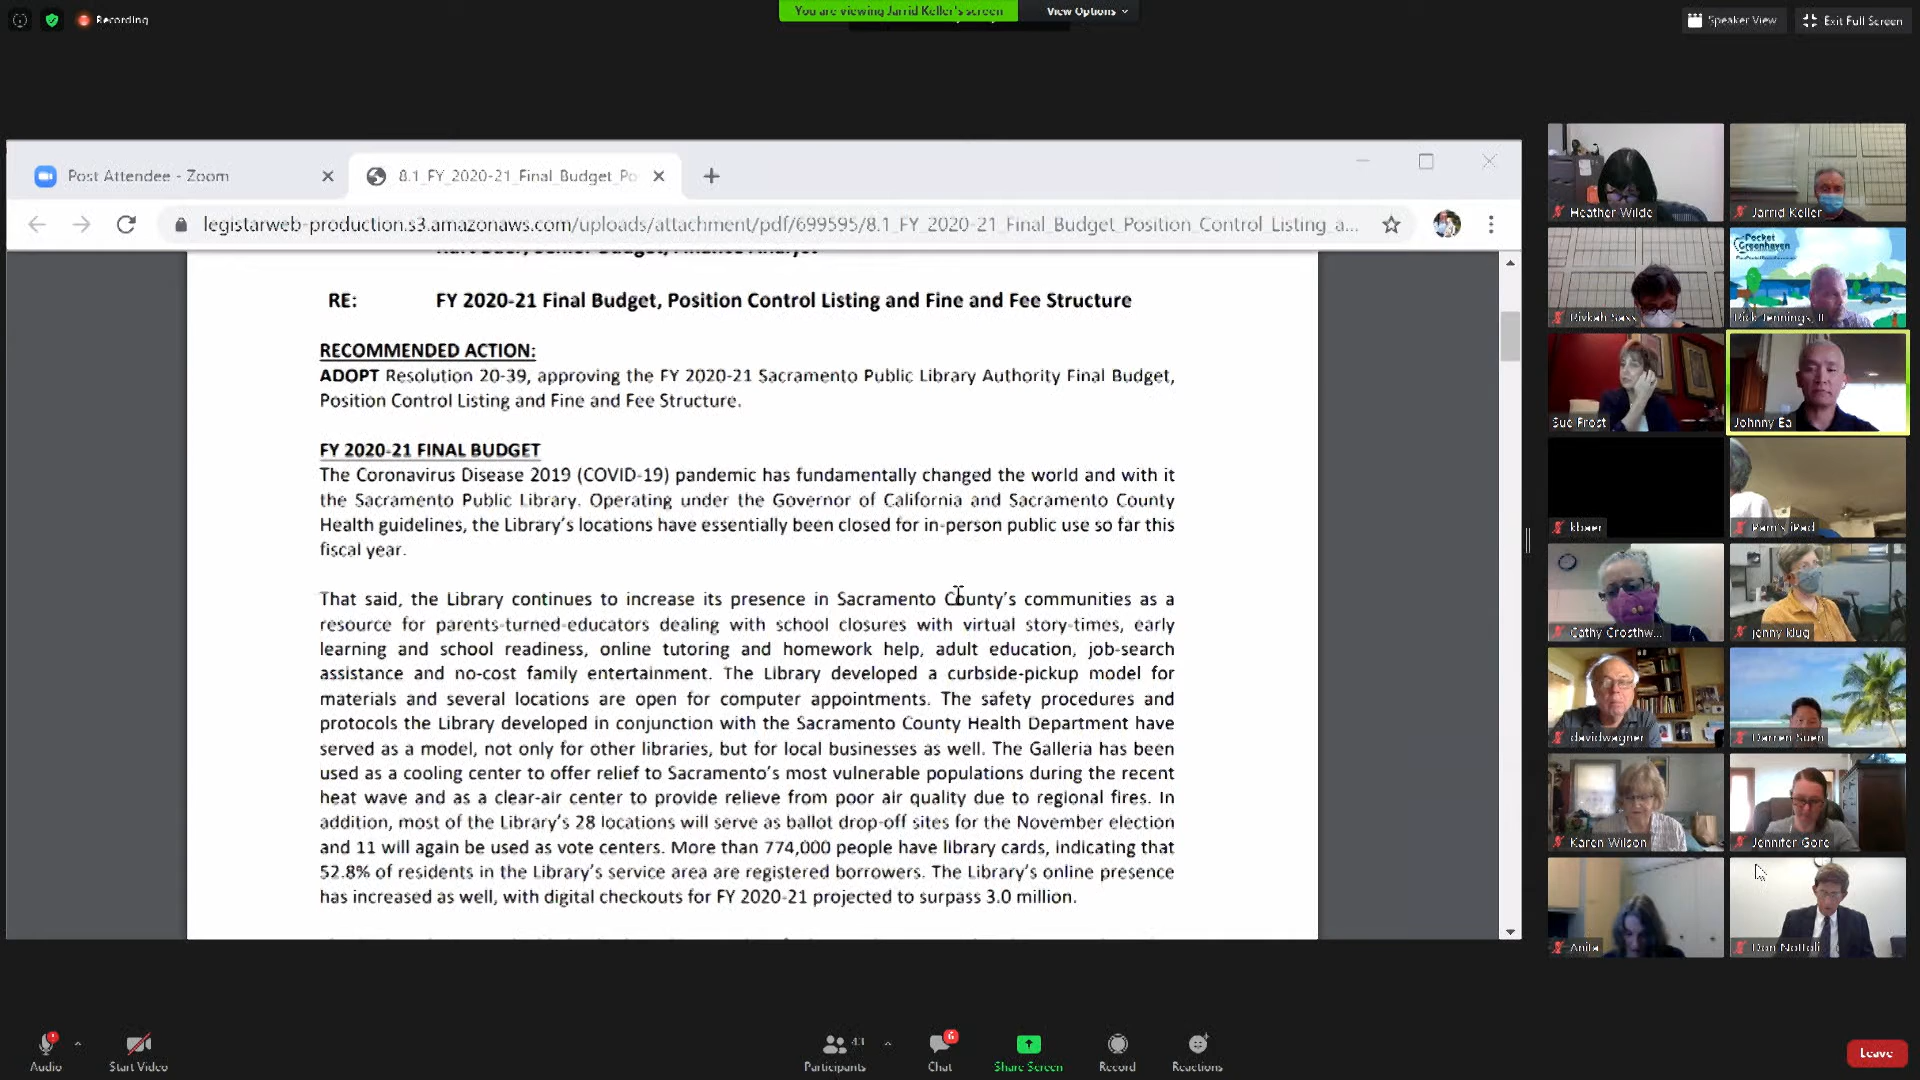 Recording
You are viewing Jarrid Keller's screen
View Options
Speaker View
Exit Full Screen
Post Attendee - Zoom
8.1_FY_2020-21_Final_Budget_Po
legistarweb-production.s3.amazonaws.com/uploads/attachment/pdf/699595/8.1_FY_2020-21_Final_Budget_Position_Control_Listing_a...
RE: FY 2020-21 Final Budget, Position Control Listing and Fine and Fee Structure
RECOMMENDED ACTION:
ADOPT Resolution 20-39, approving the FY 2020-21 Sacramento Public Library Authority Final Budget,
Position Control Listing and Fine and Fee Structure.
FY 2020-21 FINAL BUDGET
The Coronavirus Disease 2019 (COVID-19) pandemic has fundamentally changed the world and with it
the Sacramento Public Library. Operating under the Governor of California and Sacramento County
Health guidelines, the Library's locations have essentially been closed for in-person public use so far this
fiscal year.
That said, the Library continues to increase its presence in Sacramento County's communities as a
resource for parents-turned-educators dealing with school closures with virtual story-times, early
learning and school readiness, online tutoring and homework help, adult education, job-search
assistance and no-cost family entertainment. The Library developed a curbside-pickup model for
materials and several locations are open for computer appointments. The safety procedures and
protocols the Library developed in conjunction with the Sacramento County Health Department have
served as a model, not only for other libraries, but for local businesses as well. The Galleria has been
used as a cooling center to offer relief to Sacramento's most vulnerable populations during the recent
heat wave and as a clear-air center to provide relieve from poor air quality due to regional fires. In
addition, most of the Library's 28 locations will serve as ballot drop-off sites for the November election
and 11 will again be used as vote centers. More than 774,000 people have library cards, indicating that
52.8% of residents in the Library's service area are registered borrowers. The Library's online presence
has increased as well, with digital checkouts for FY 2020-21 projected to surpass 3.0 million.
Heather Wilde
Jarrid Keller
Rivkah Sass
Pocket
Greenhaven
Rick Jennings, II
Sue Frost
Johnny Ea
kbaer
Pam's iPad
Cathy Crosthw...
jenny klug
davidwagner
Darren Suen
Karen Wilson
Jennifer Gore
Anita
Don Nottoli
Audio
Start Video
Participants
43
Chat
6
Share Screen
Record
Reactions
Leave